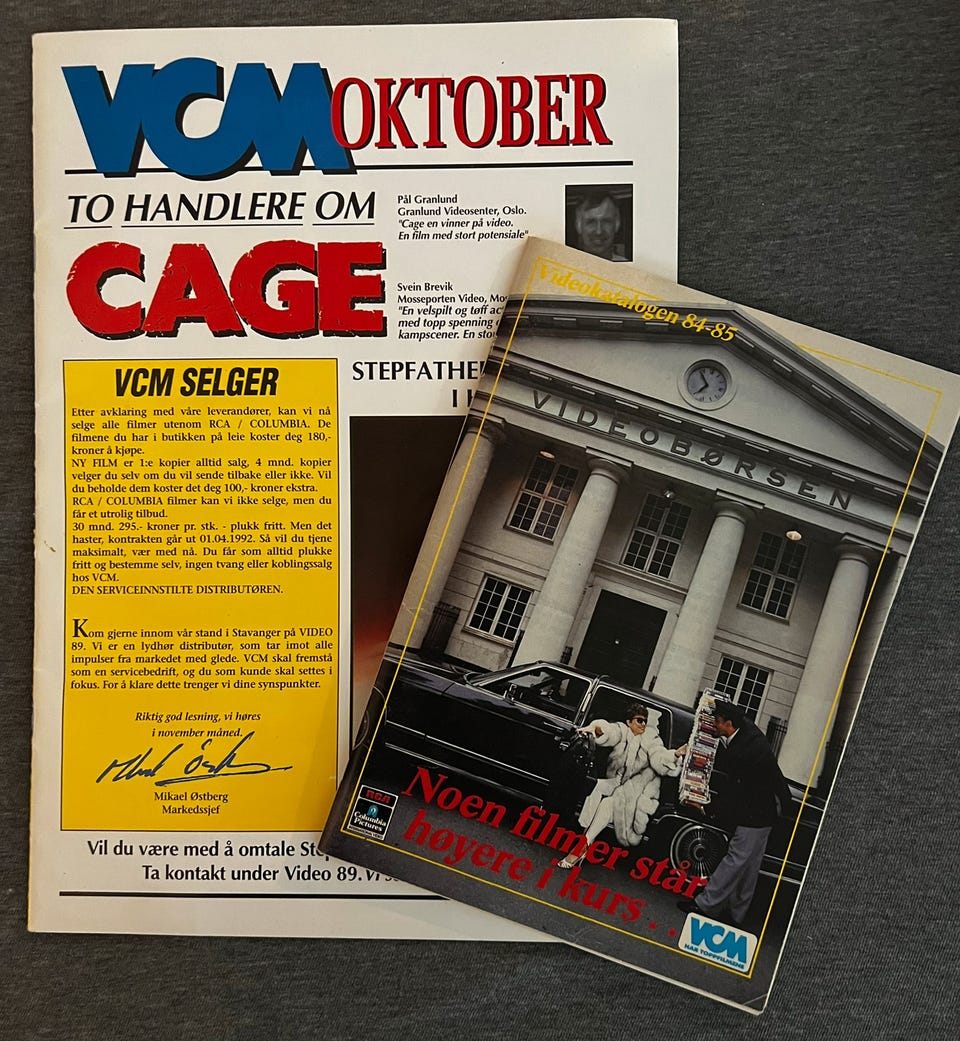 VCM OKTOBER
TO HANDLERE OM
CAGE
Pål Granlund
Granlund Videosenter, Oslo.
"Cage en vinner på video.
En film med stort potensiale"
Svein Brevik
Mosseporten Video,
"En velspilt og tøff
med topp spenning
kampscener. En
VCM SELGER
Etter avklaring med våre leverandører, kan vi nå
selge alle filmer utenom RCA / COLUMBIA. De
filmene du har i butikken på leie koster deg 180,-
kroner å kjøpe.
NY FILM er 1:e kopier alltid salg, 4 mnd. kopier
velger du selv om du vil sende tilbake eller ikke. Vil
du beholde dem koster det deg 100,- kroner ekstra.
RCA / COLUMBIA filmer kan vi ikke selge, men du
får et utrolig tilbud.
30 mnd. 295.- kroner pr. stk. - plukk fritt. Men det
haster, kontrakten går ut 01.04.1992. Så vil du tjene
maksimalt, vær med nå. Du får som alltid plukke
fritt og bestemme selv, ingen tvang eller koblingssalg
hos VCM.
DEN SERVICEINNSTILTE DISTRIBUTØREN.
Kom gjerne innom vår stand i Stavanger på VIDEO
89. Vi er en lydhør distributør, som tar imot alle
impulser fra markedet med glede. VCM skal fremstå
som en servicebedrift, og du som kunde skal settes i
fokus. For å klare dette trenger vi dine synspunkter.
Riktig god lesning, vi høres
i november måned.
Mikael Østberg
Markedssjef
STEPFATHE
I
Vil du være med å omtale
Ta kontakt under Video 89.
Videokatalogen 84-85
VIDEOBØRSEN
Noen filmer står
høyere i kurs . . .
RCA
Columbia
Pictures
VCM
HAR TOPPFILMENE